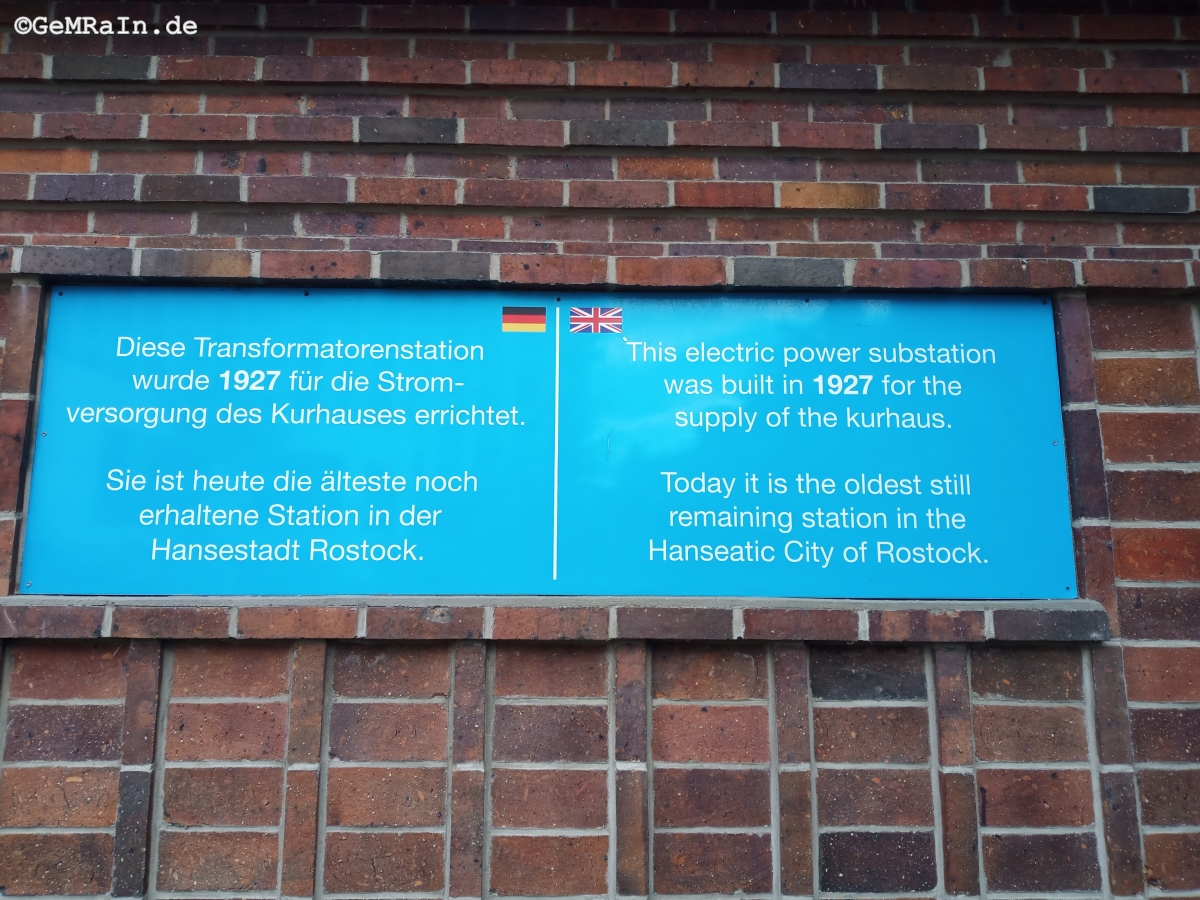 ©GeMRaIn.de
Diese Transformatorenstation
wurde 1927 für die Strom-
versorgung des Kurhauses errichtet.
Sie ist heute die älteste noch
erhaltene Station in der
Hansestadt Rostock.
This electric power substation
was built in 1927 for the
supply of the kurhaus.
Today it is the oldest still
remaining station in the
Hanseatic City of Rostock.